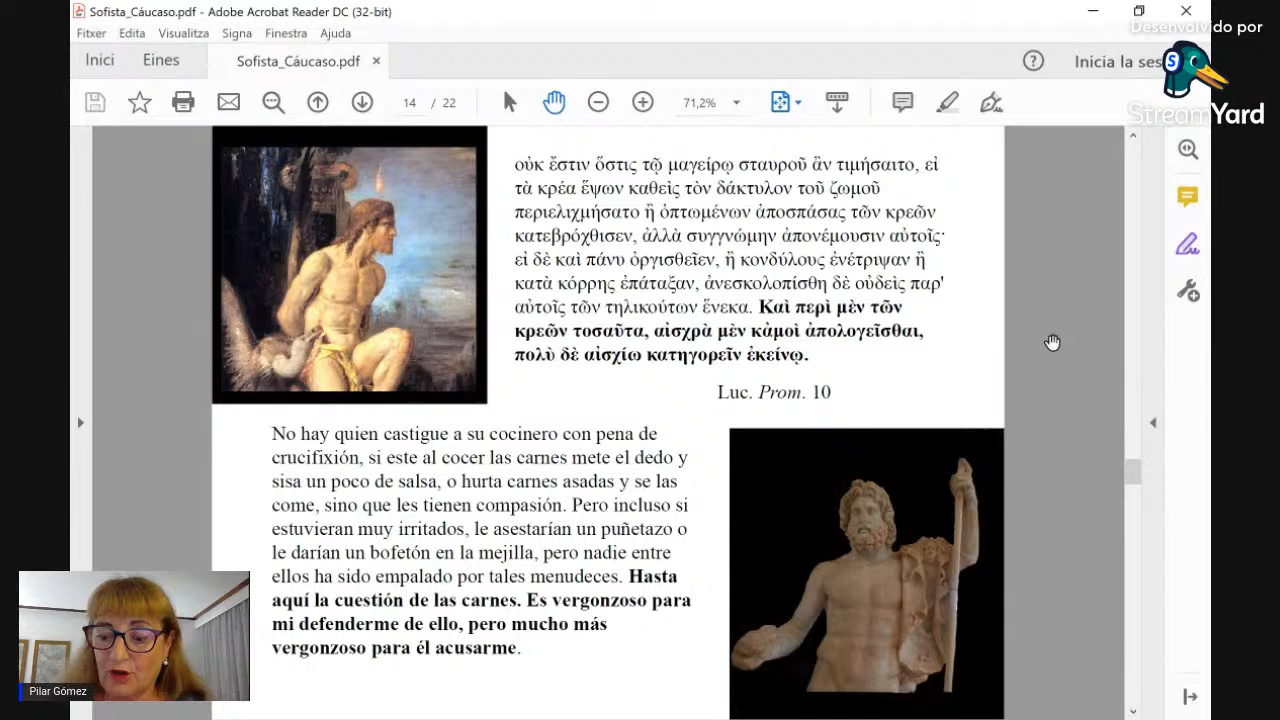 Sofista_Cáucaso.pdf - Adobe Acrobat Reader DC (32-bit)
Desenvolvido por
Fitxer Edita Visualitza Signa Finestra Ajuda
Inici Eines Sofista_Cáucaso.pdf × Inicia la ses
StreamYard
14 / 22 71,2%
οὐκ ἔστιν ὅστις τῷ μαγείρῳ σταυροῦ ἂν τιμήσαιτο, εἰ
τὰ κρέα ἕψων καθεὶς τὸν δάκτυλον τοῦ ζωμοῦ
περιελιχμήσατο ἢ ὀπτωμένων ἀποσπάσας τῶν κρεῶν
κατεβρόχθισεν, ἀλλὰ συγγνώμην ἀπονέμουσιν αὐτοῖς·
εἰ δὲ καὶ πάνυ ὀργισθεῖεν, ἢ κονδύλους ἐνέτριψαν ἢ
κατὰ κόρρης ἐπάταξαν, ἀνεσκολοπίσθη δὲ οὐδεὶς παρ'
αὐτοῖς τῶν τηλικούτων ἕνεκα. Καὶ περὶ μὲν τῶν
κρεῶν τοσαῦτα, αἰσχρὰ μὲν κἀμοὶ ἀπολογεῖσθαι,
πολὺ δὲ αἰσχίω κατηγορεῖν ἐκείνῳ.
Luc. Prom. 10
No hay quien castigue a su cocinero con pena de
crucifixión, si este al cocer las carnes mete el dedo y
sisa un poco de salsa, o hurta carnes asadas y se las
come, sino que les tienen compasión. Pero incluso si
estuvieran muy irritados, le asestarían un puñetazo o
le darían un bofetón en la mejilla, pero nadie entre
ellos ha sido empalado por tales menudeces. Hasta
aquí la cuestión de las carnes. Es vergonzoso para
mi defenderme de ello, pero mucho más
vergonzoso para él acusarme.
Pilar Gómez